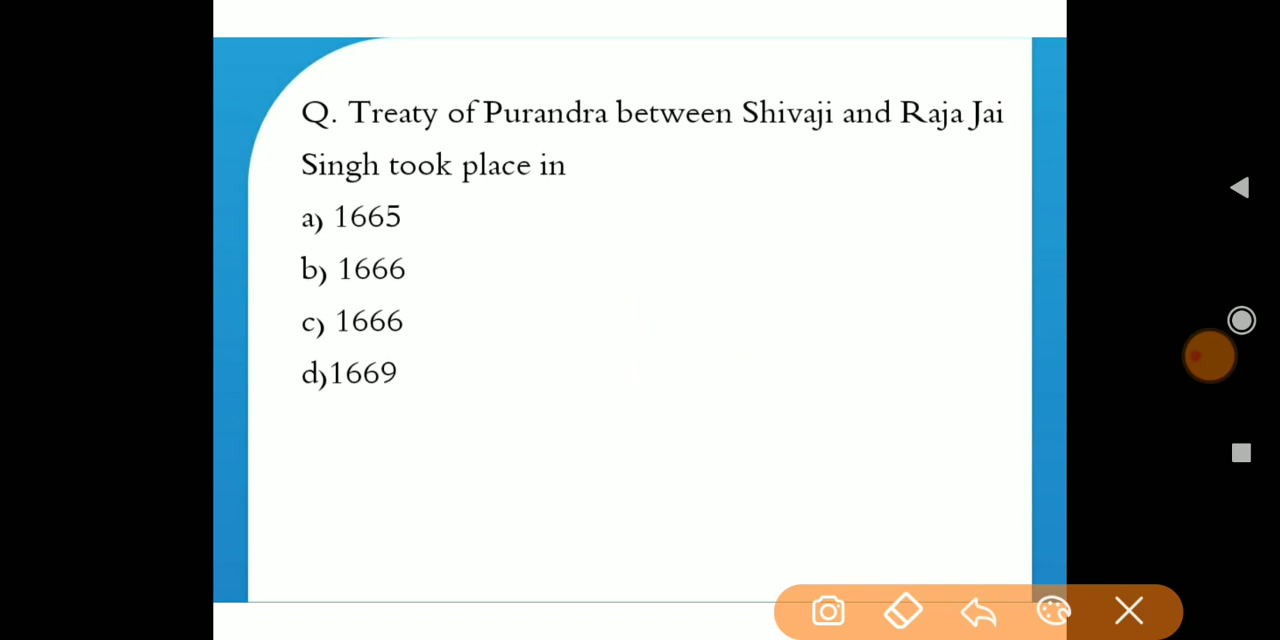 Q. Treaty of Purandra between Shivaji and Raja Jai
Singh took place in
a) 1665
b) 1666
c) 1666
d)1669